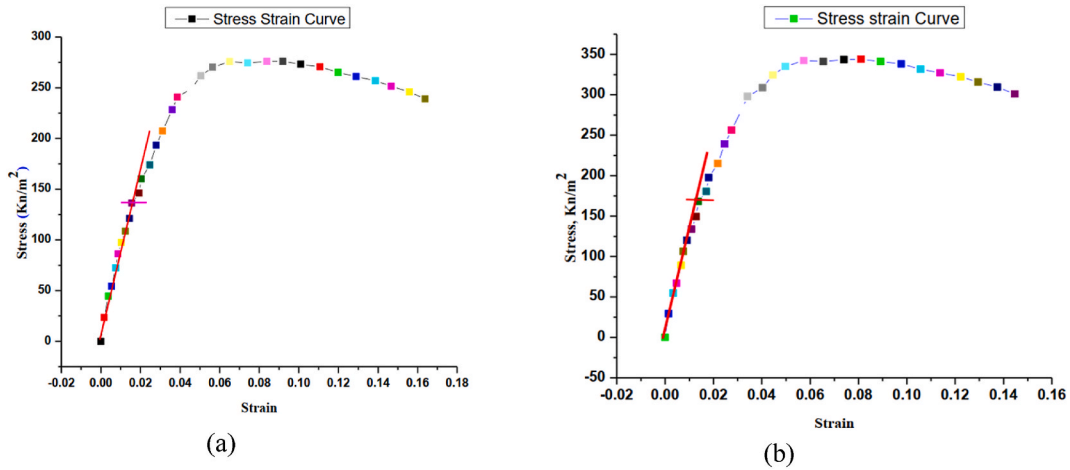 Stress Strain Curve
300
250
200
150
100
50
0
Stress (Kn/m²)
-0.02 0.00 0.02 0.04 0.06 0.08 0.10 0.12 0.14 0.16 0.18
Strain
(a)
Stress strain Curve
350
300
250
200
150
100
50
0
-50
Stress, Kn/m²
-0.02 0.00 0.02 0.04 0.06 0.08 0.10 0.12 0.14 0.16
Strain
(b)